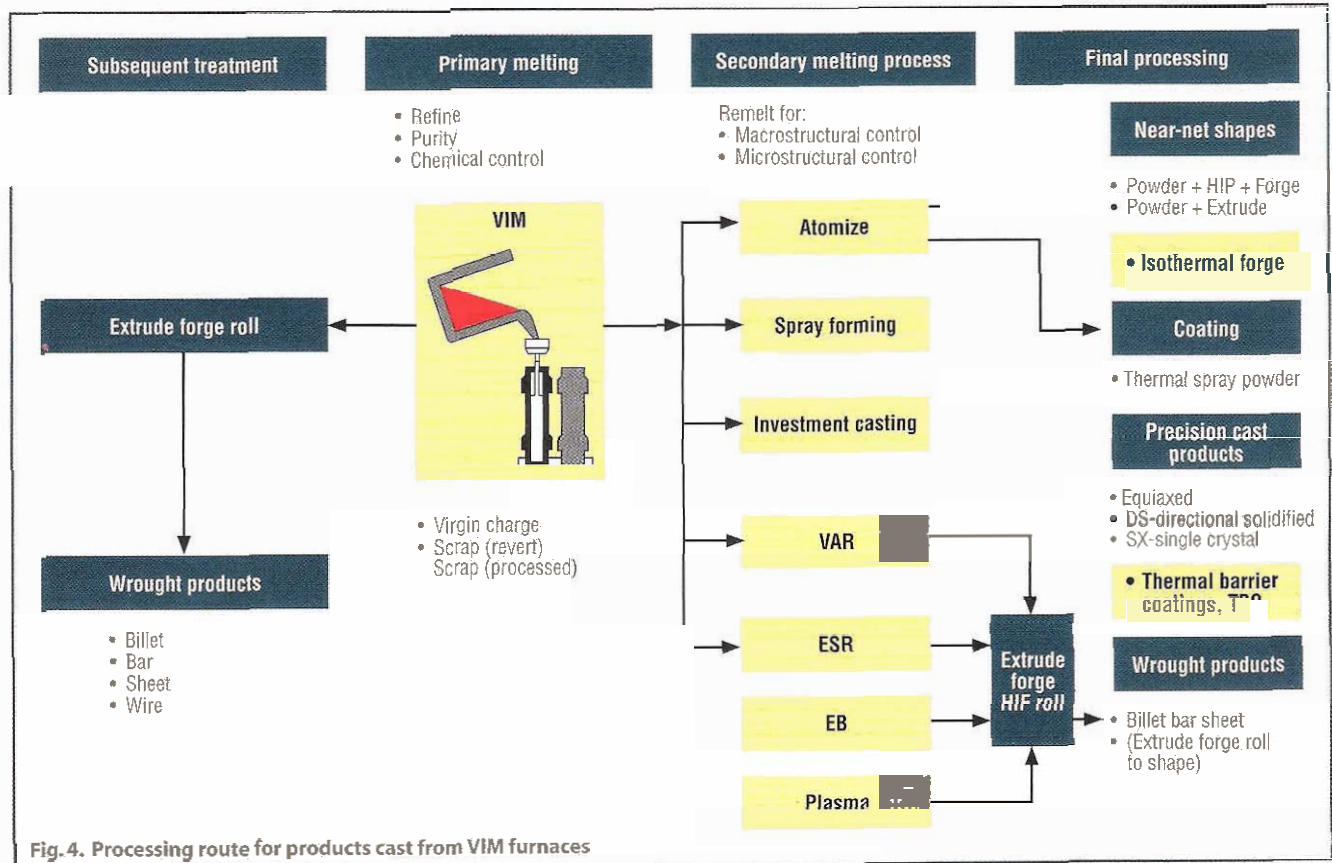 Subsequent treatment
Primary melting
Secondary melting process
Final processing
• Refine
• Purity
• Chemical control
Remelt for:
• Macrostructural control
• Microstructural control
Near-net shapes
• Powder + HIP + Forge
• Powder + Extrude
• Isothermal forge
VIM
Atomize
Extrude forge roll
Spray forming
Coating
• Thermal spray powder
Investment casting
Precision cast
products
• Equiaxed
• DS-directional solidified
• SX-single crystal
• Virgin charge
• Scrap (revert)
Scrap (processed)
VAR
Wrought products
• Thermal barrier
coatings, T
• Billet
• Bar
• Sheet
• Wire
ESR
Extrude
forge
HIF roll
Wrought products
EB
• Billet bar sheet
• (Extrude forge roll
to shape)
Plasma
Fig. 4. Processing route for products cast from VIM furnaces